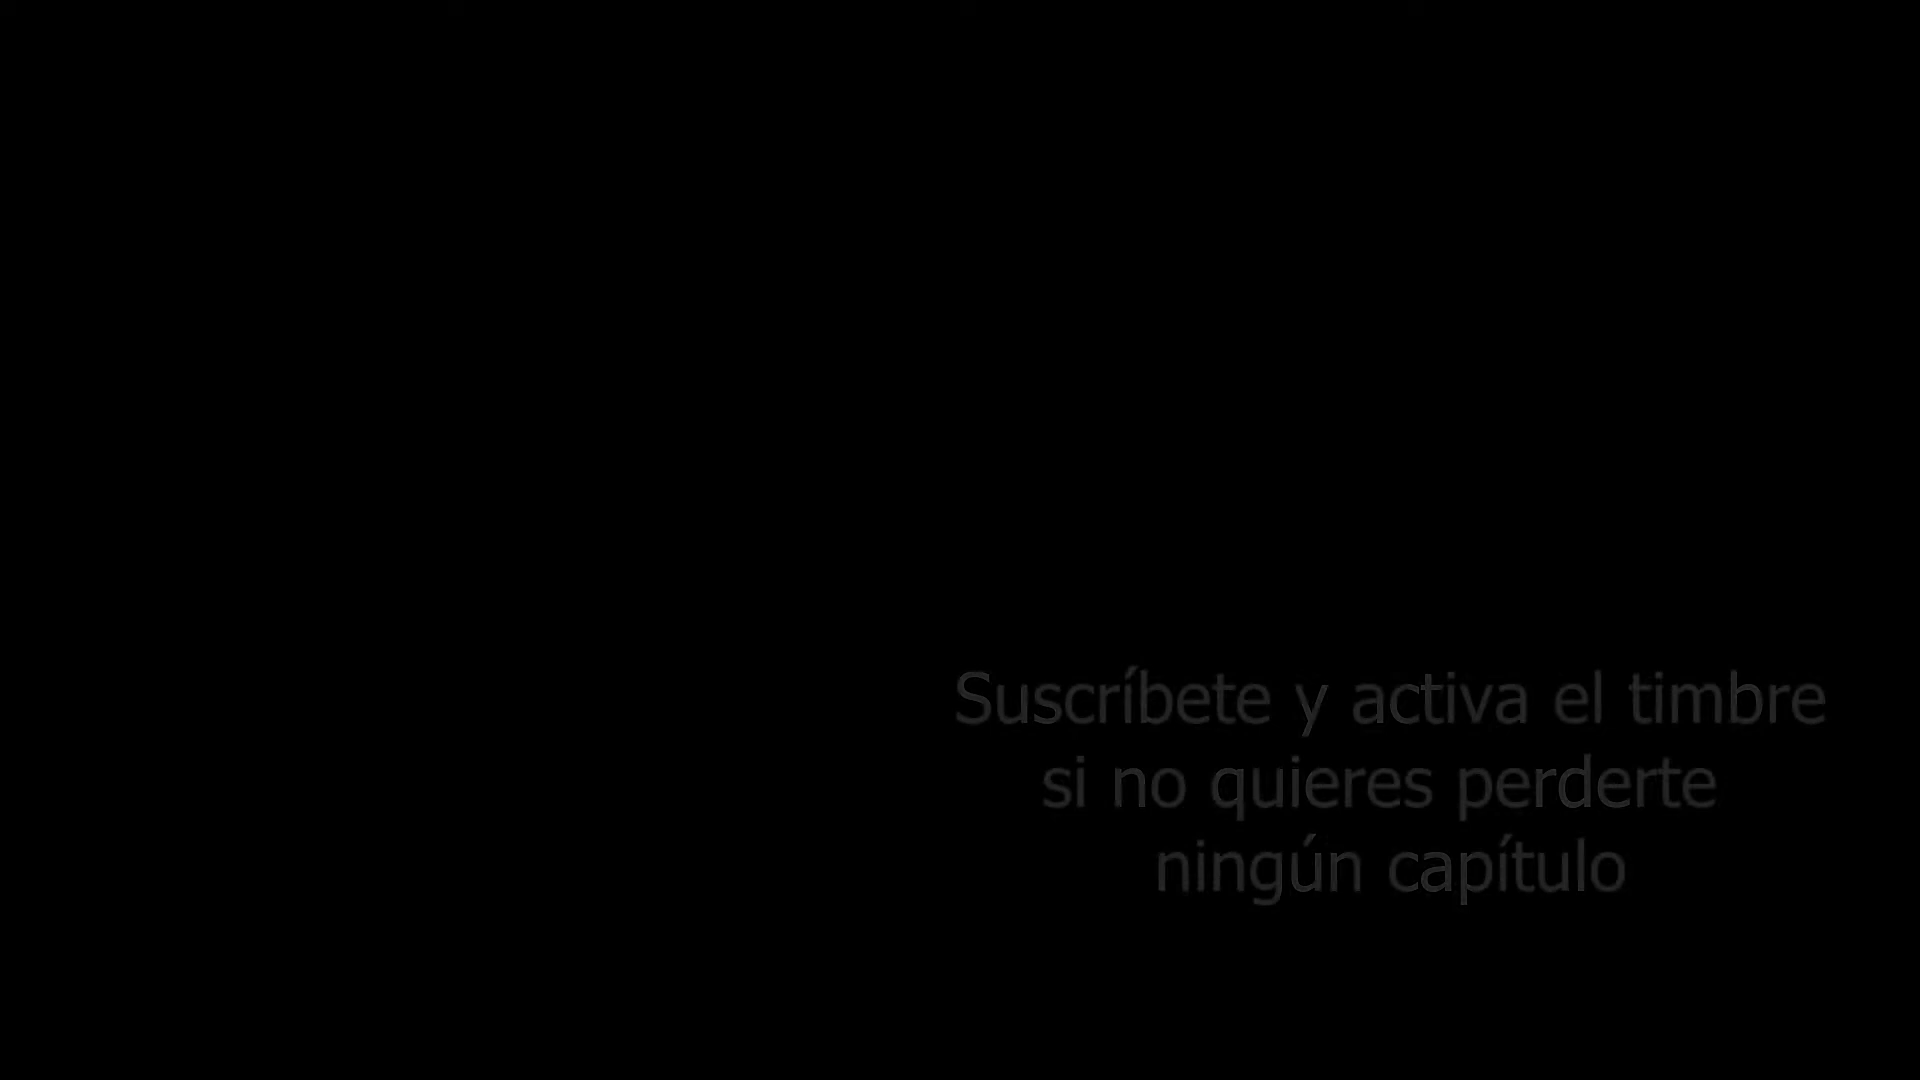 Suscríbete y activa el timbre
si no quieres perderte
ningún capítulo